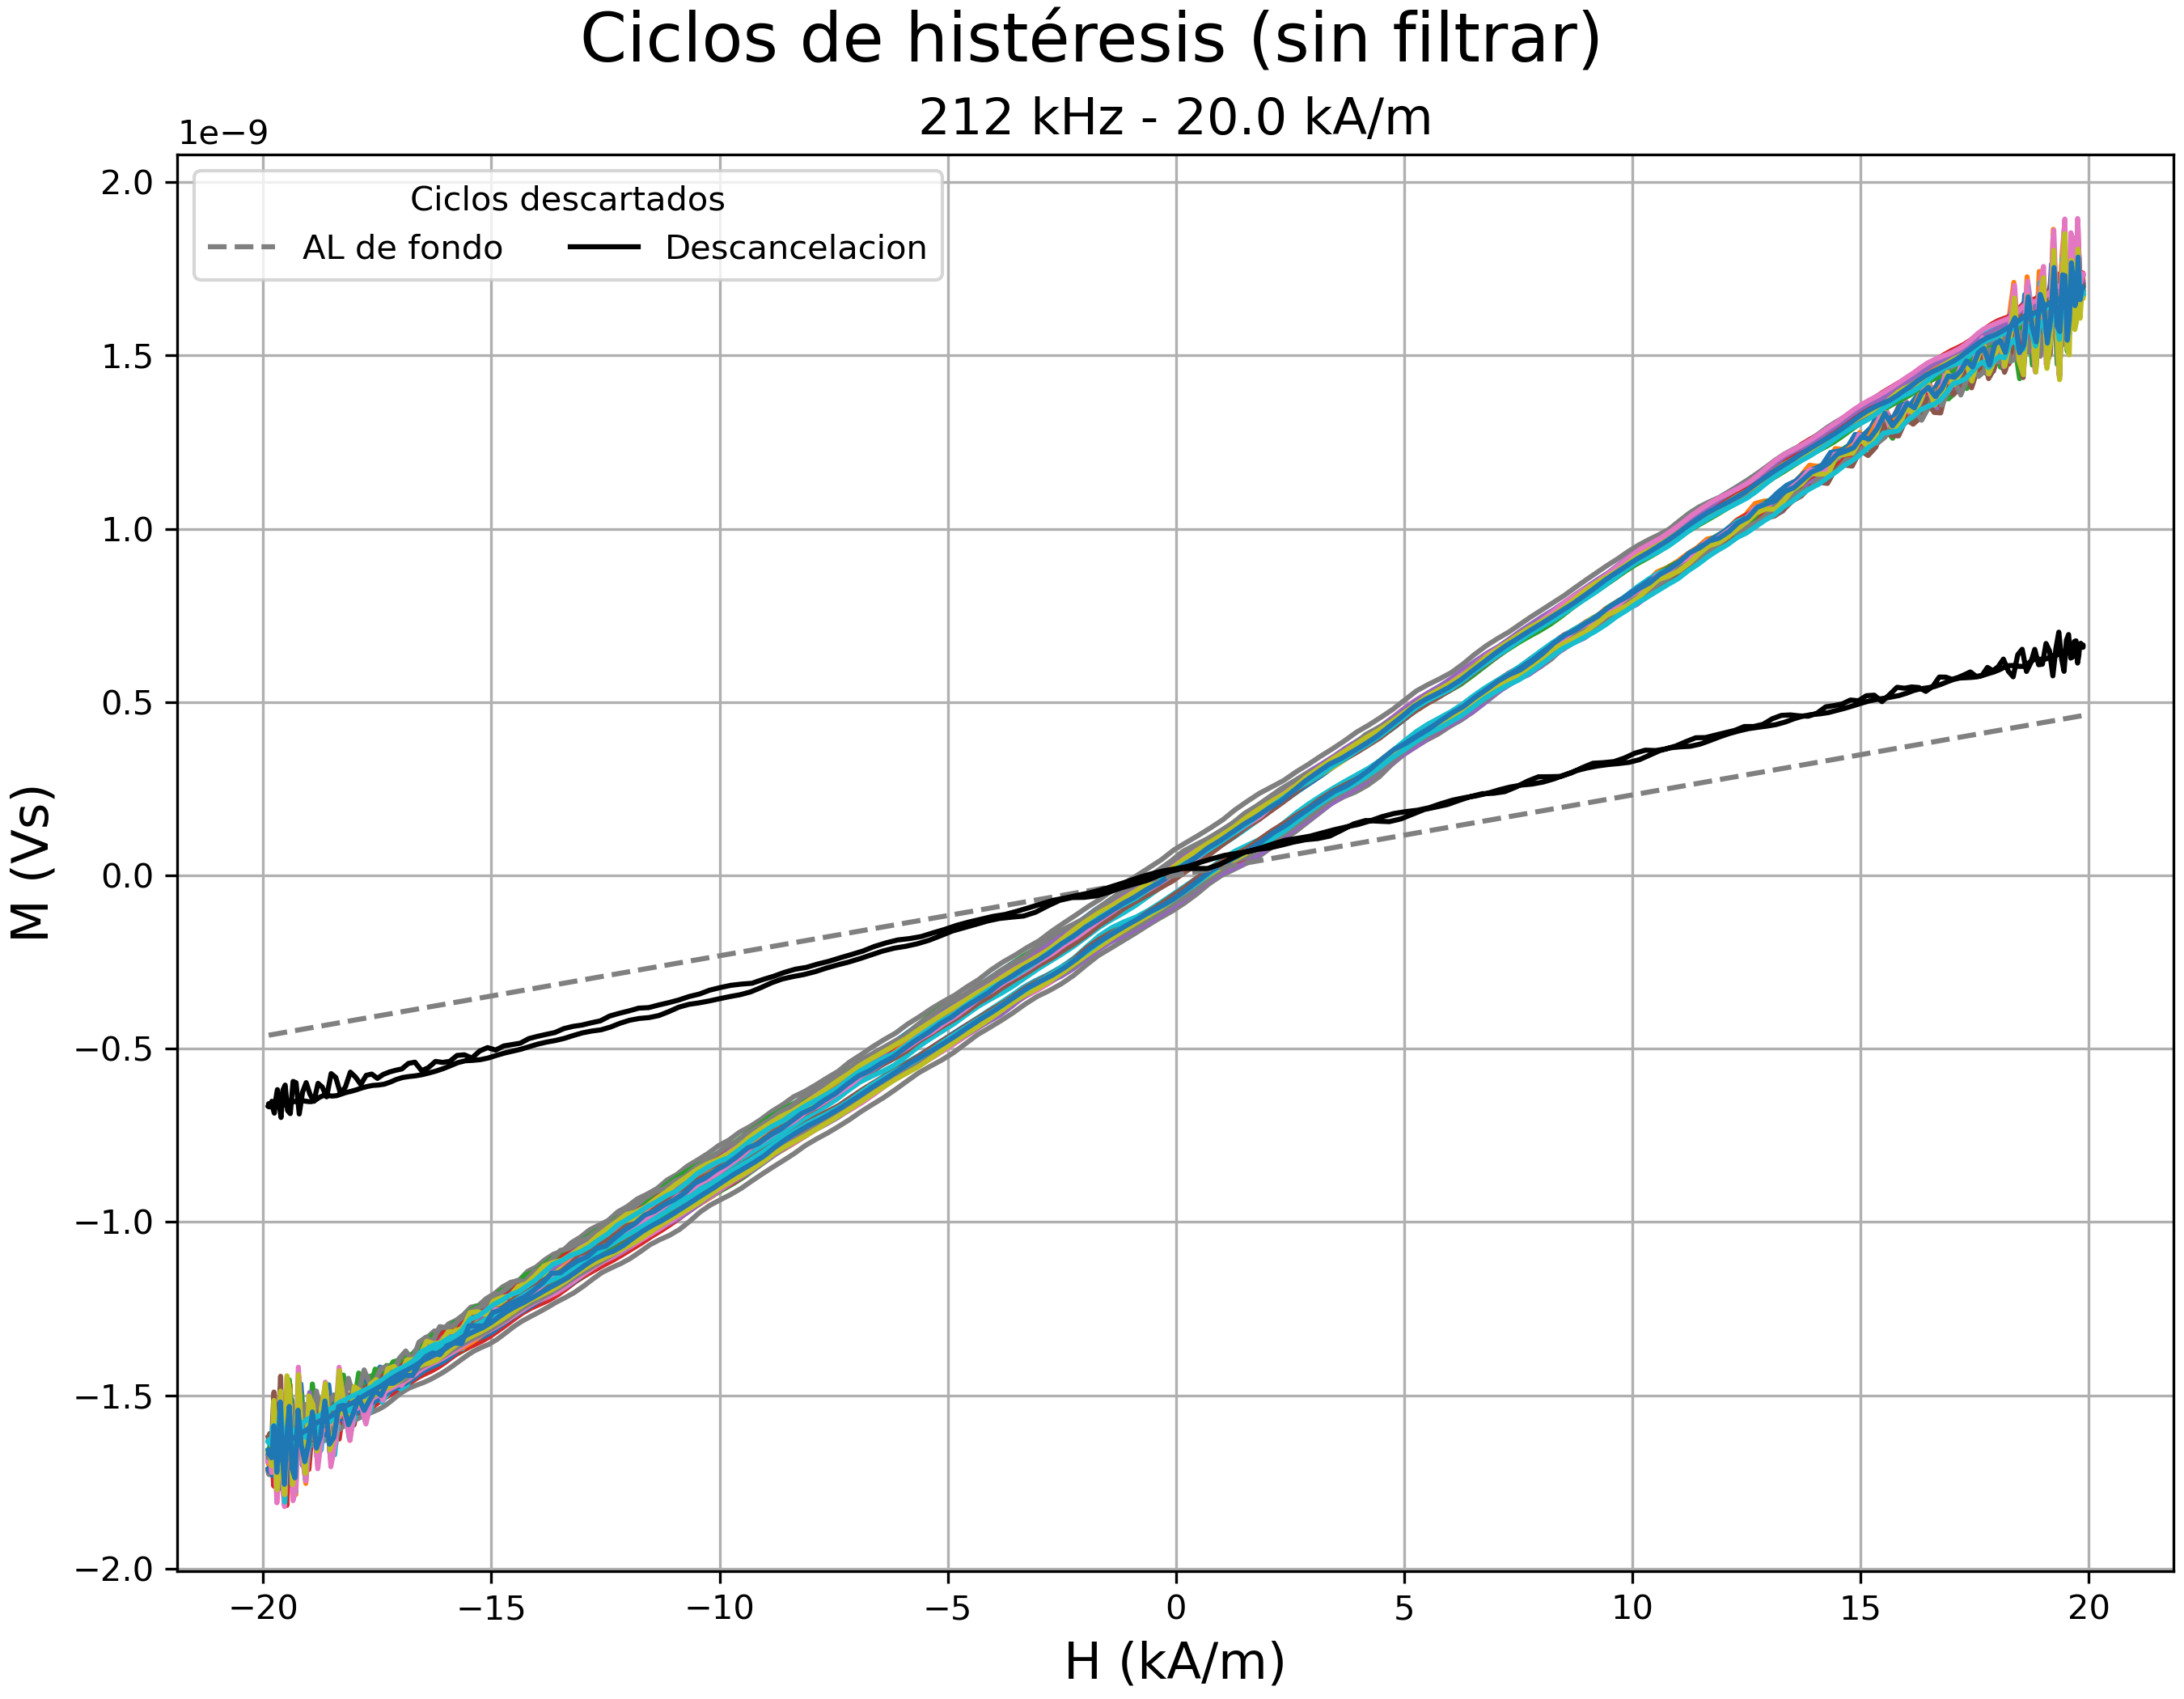 Ciclos de histéresis (sin filtrar)
212 kHz - 20.0 kA/m
1e−9
Ciclos descartados
AL de fondo
Descancelacion
2.0
1.5
1.0
0.5
0.0
−0.5
−1.0
−1.5
−2.0
M (Vs)
−20
−15
−10
−5
0
5
10
15
20
H (kA/m)